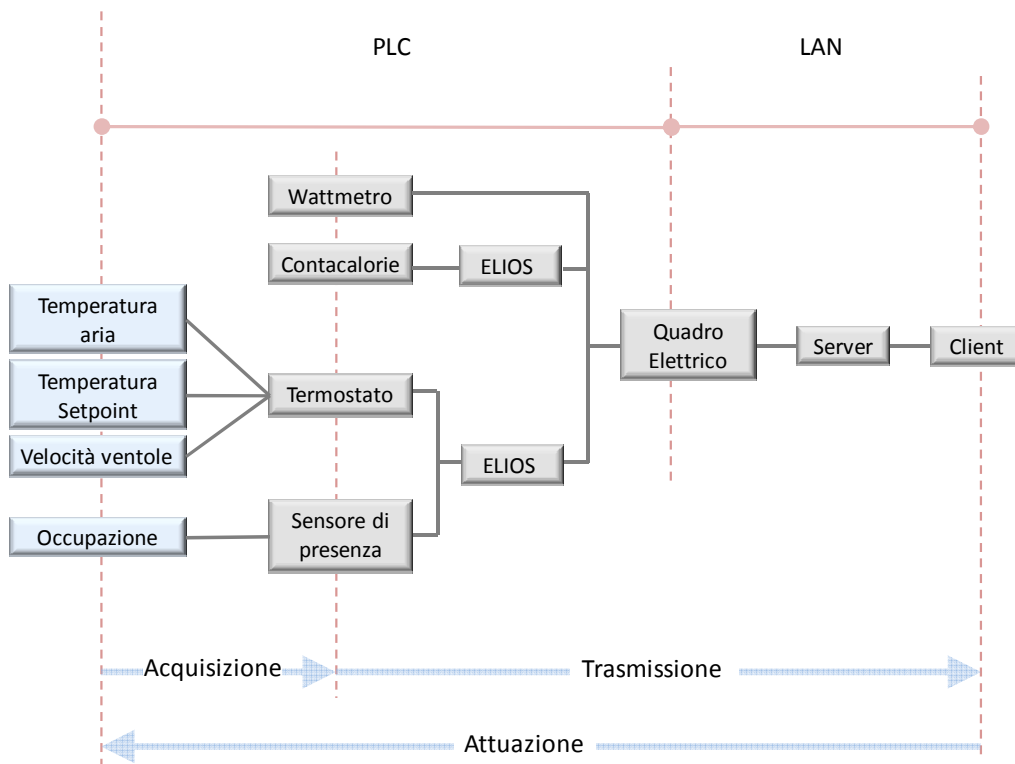 PLC
LAN
Wattmetro
Contacalorie
ELIOS
Temperatura
aria
Quadro
Elettrico
Server
Client
Temperatura
Setpoint
Termostato
Velocità ventole
ELIOS
Occupazione
Sensore di
presenza
Acquisizione
Trasmissione
Attuazione